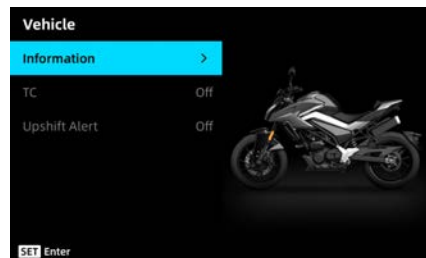 Vehicle
Information >
TC Off
Upshift Alert Off
SET Enter